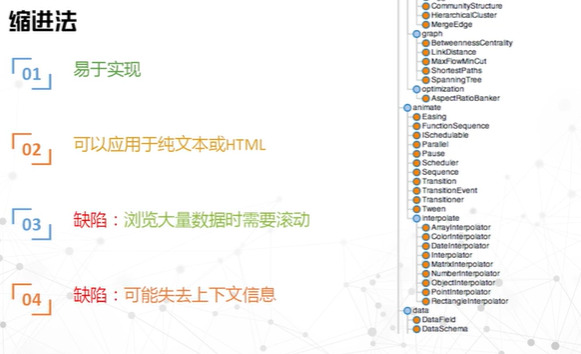 缩进法
01
易于实现
02
可以应用于纯文本或HTML
03
缺陷：浏览大量数据时需要滚动
04
缺陷：可能失去上下文信息
CommunityStructure
HierarchicalCluster
MergeEdge
graph
BetweennessCentrality
LinkDistance
MaxFlowMinCut
ShortestPaths
SpanningTree
optimization
AspectRatioBanker
animate
Easing
FunctionSequence
ISchedulable
Parallel
Pause
Scheduler
Sequence
Transition
TransitionEvent
Transitioner
Tween
interpolate
ArrayInterpolator
ColorInterpolator
DateInterpolator
Interpolator
MatrixInterpolator
NumberInterpolator
ObjectInterpolator
PointInterpolator
RectangleInterpolator
data
DataField
DataSchema